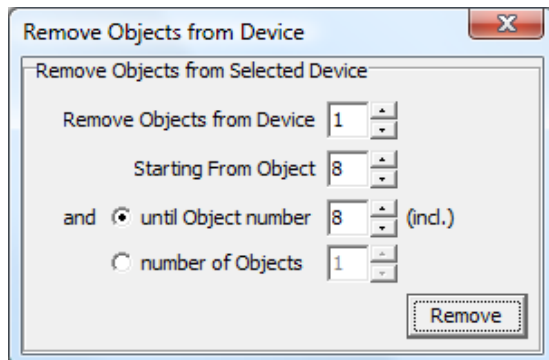 Remove Objects from Device
Remove Objects from Selected Device
Remove Objects from Device 1
Starting From Object 8
and until Object number 8 (incl.)
number of Objects 1
Remove